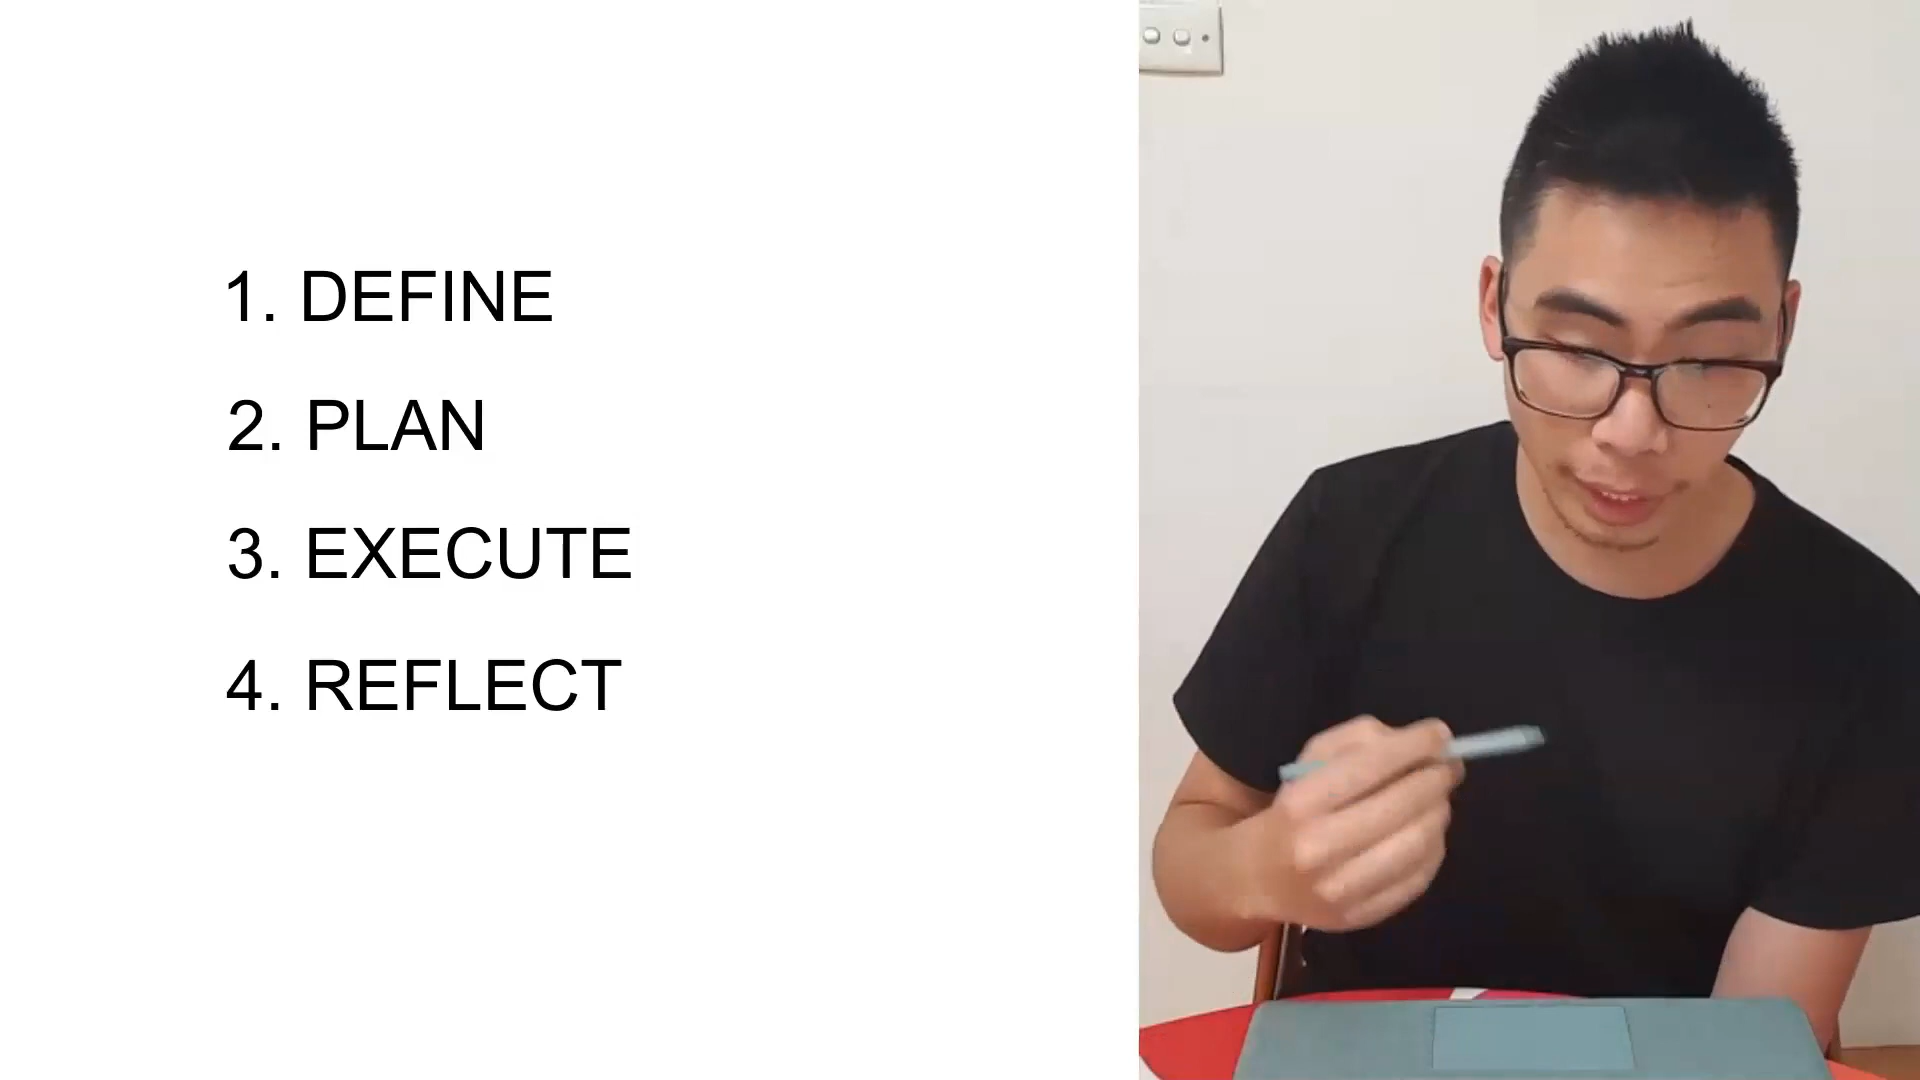 1. DEFINE
2. PLAN
3. EXECUTE
4. REFLECT